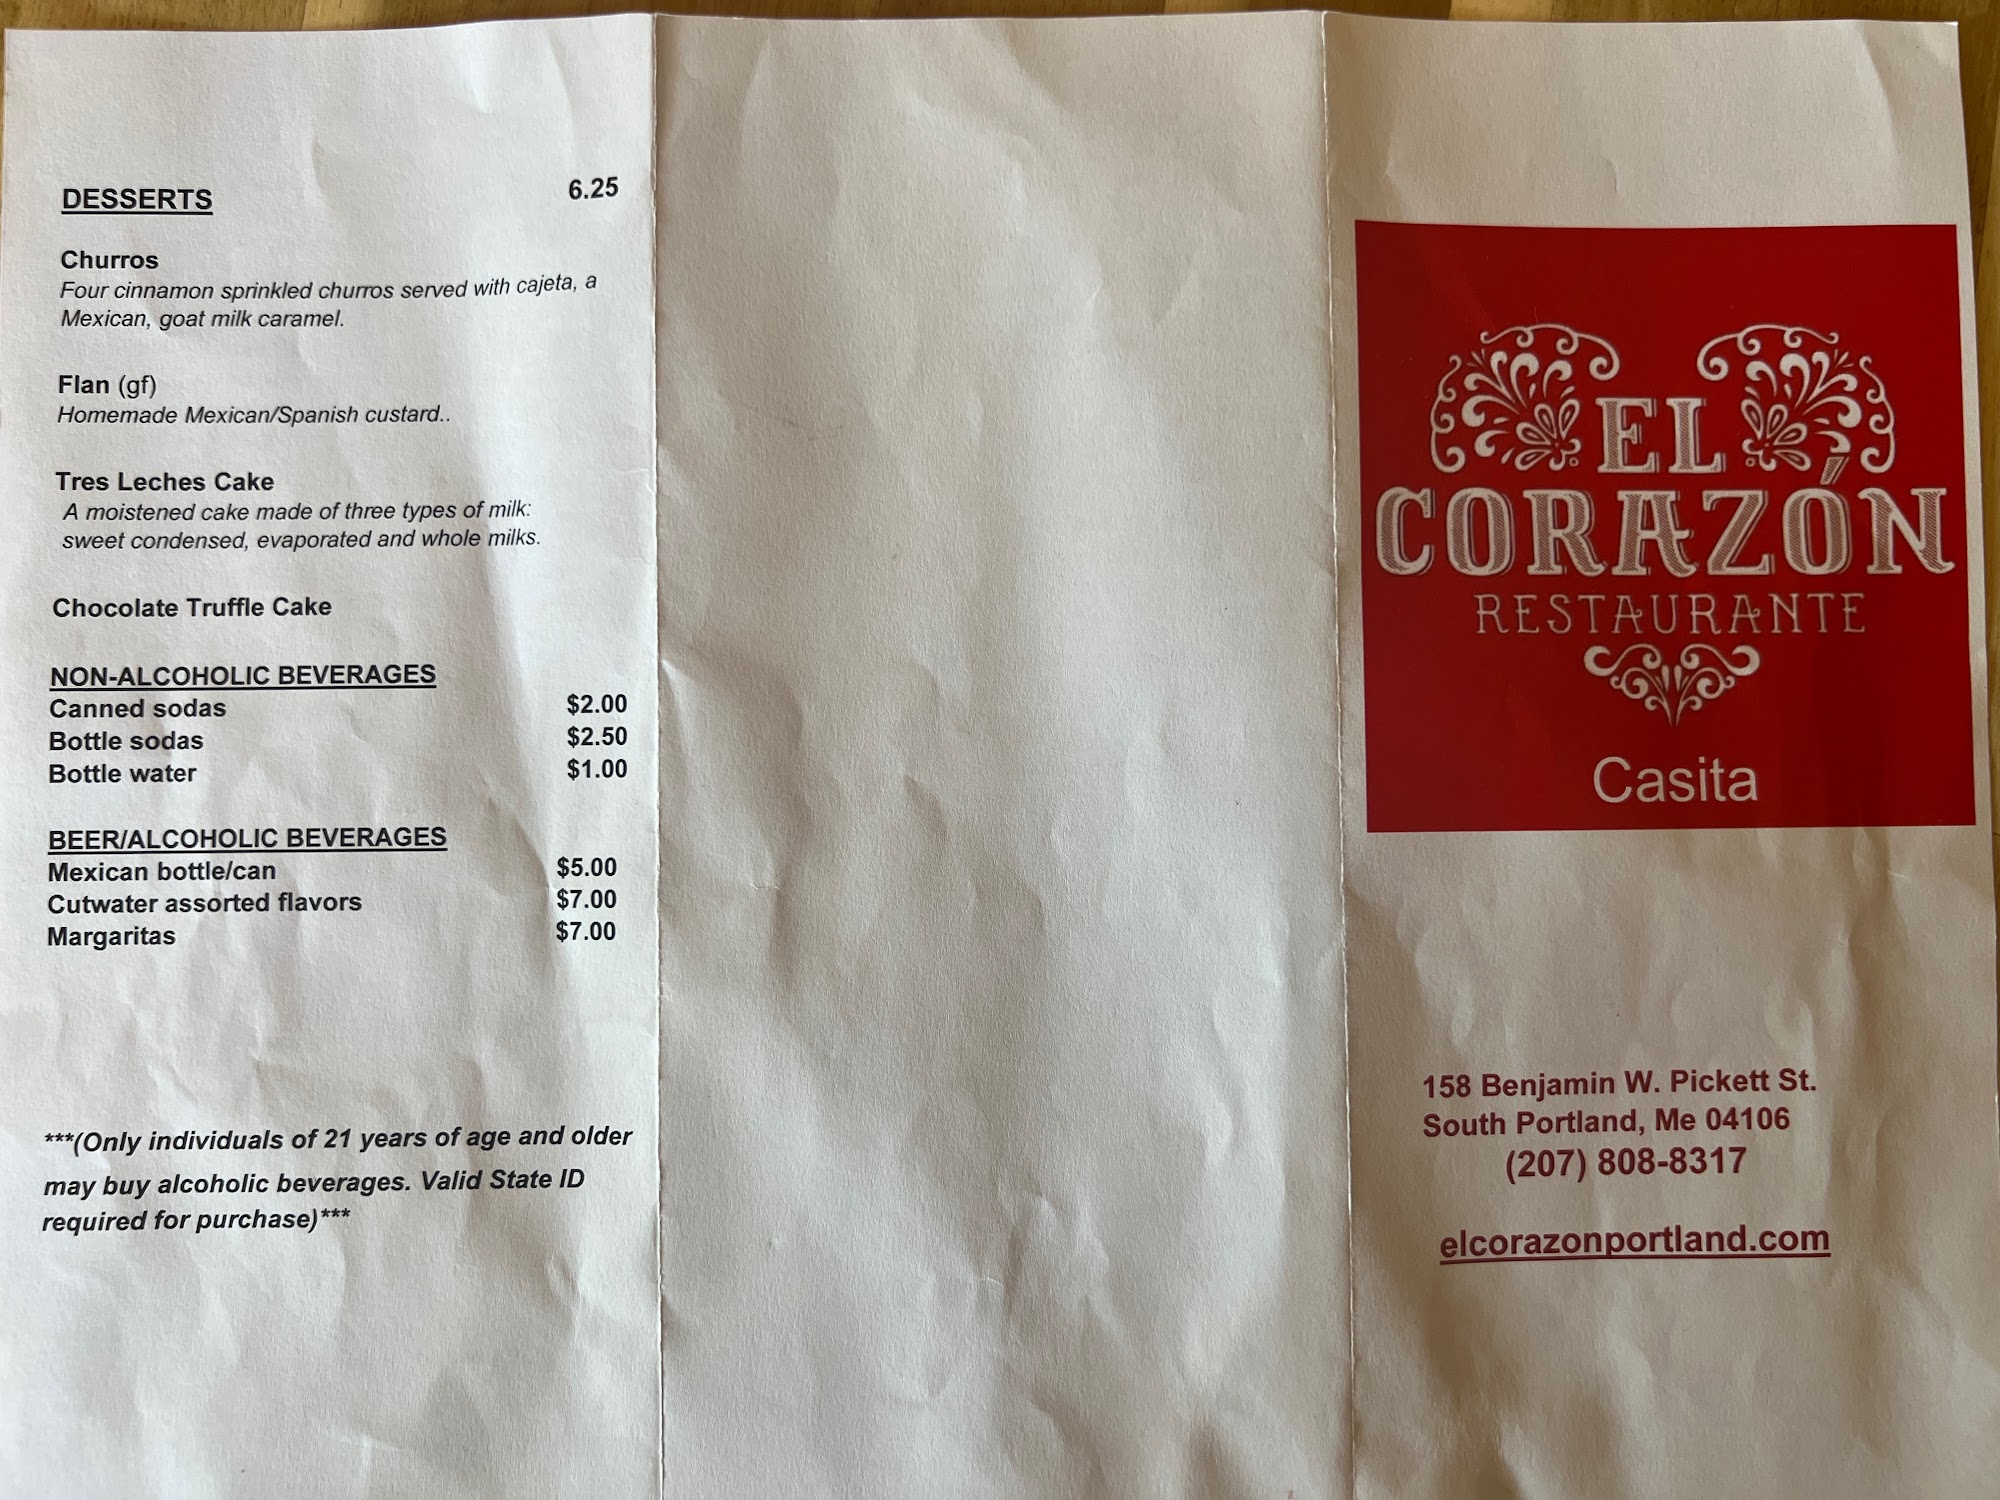 DESSERTS 6.25
Churros
Four cinnamon sprinkled churros served with cajeta, a
Mexican, goat milk caramel.
Flan (gf)
Homemade Mexican/Spanish custard..
Tres Leches Cake
A moistened cake made of three types of milk:
sweet condensed, evaporated and whole milks.
Chocolate Truffle Cake
NON-ALCOHOLIC BEVERAGES
Canned sodas $2.00
Bottle sodas $2.50
Bottle water $1.00
BEER/ALCOHOLIC BEVERAGES
Mexican bottle/can $5.00
Cutwater assorted flavors $7.00
Margaritas $7.00
***(Only individuals of 21 years of age and older
may buy alcoholic beverages. Valid State ID
required for purchase)***
EL
CORAZÓN
RESTAURANTE
Casita
158 Benjamin W. Pickett St.
South Portland, Me 04106
(207) 808-8317
elcorazonportland.com